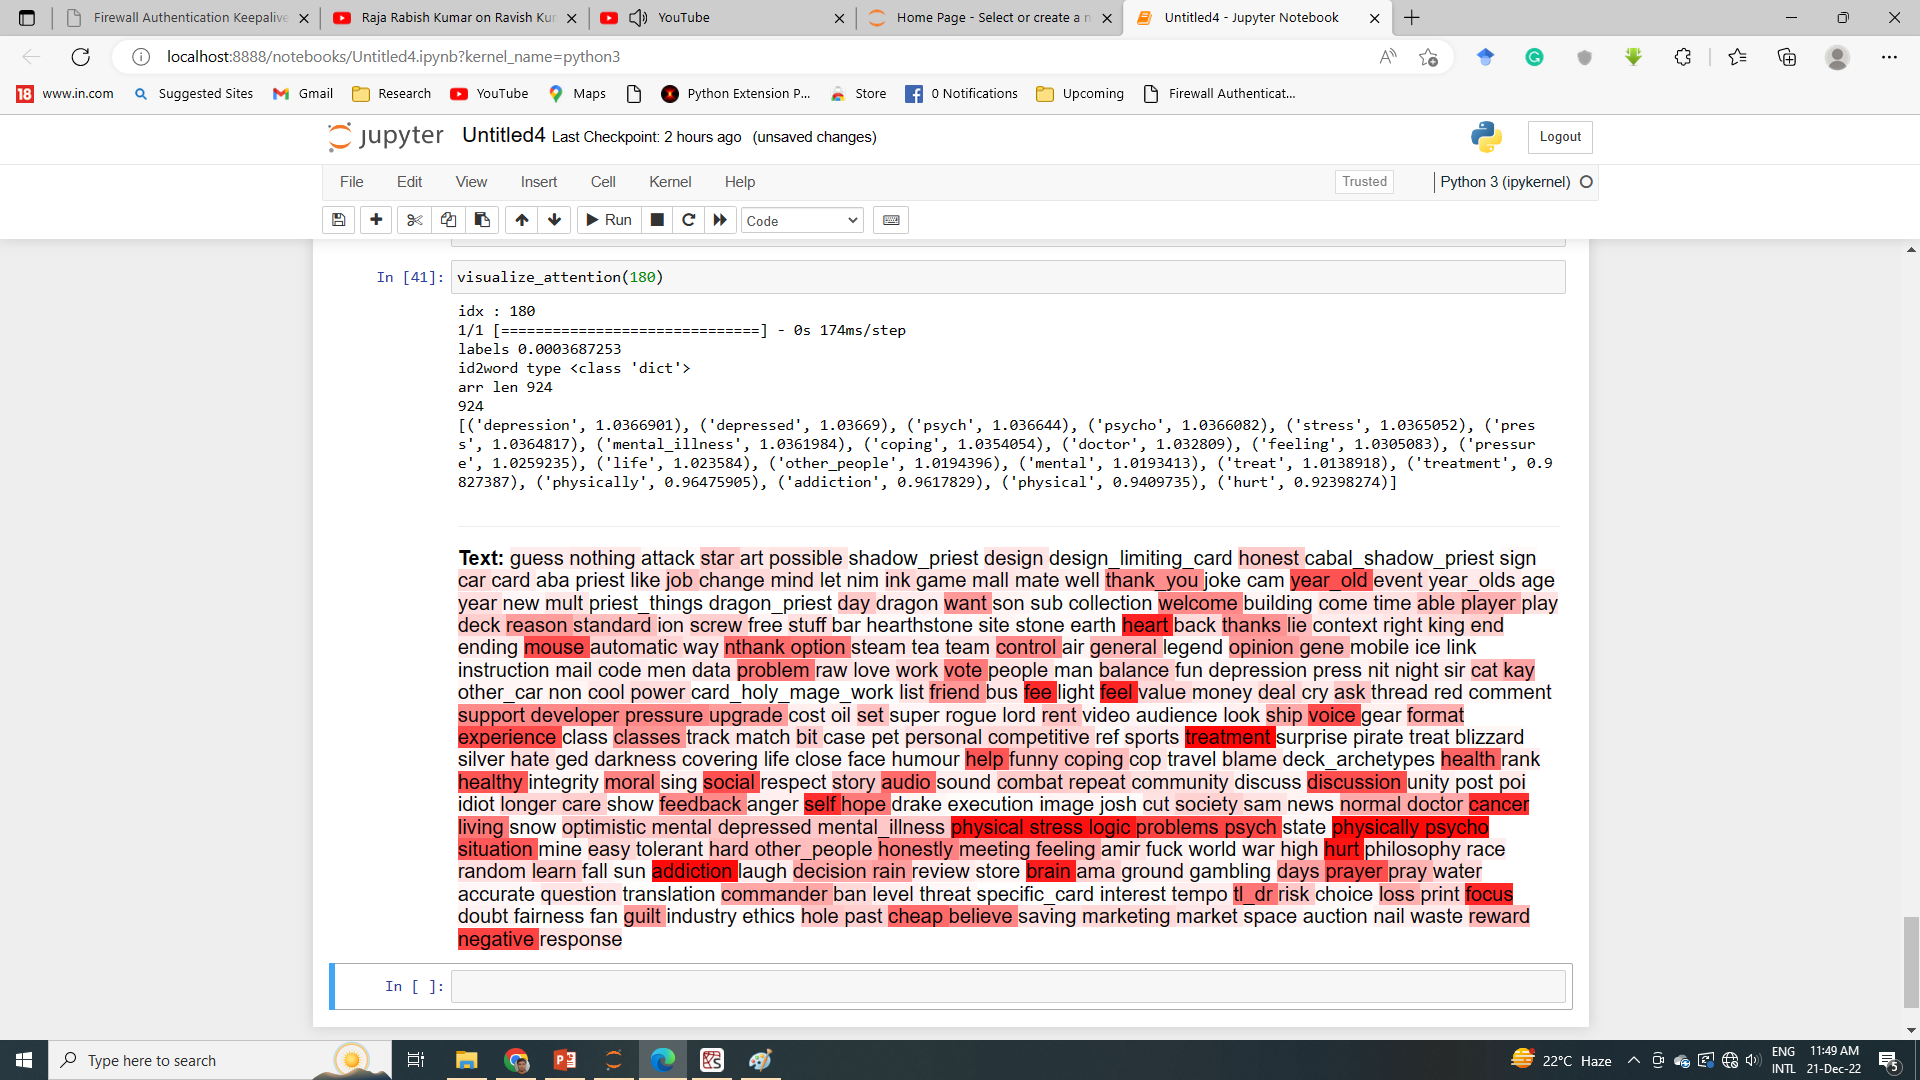 Firewall Authentication Keepalive
Raja Rabish Kumar on Ravish Kur
YouTube
Home Page - Select or create a n
Untitled4 - Jupyter Notebook
localhost:8888/notebooks/Untitled4.ipynb?kernel_name=python3
18 www.in.com Suggested Sites Gmail Research YouTube Maps Python Extension P... Store 0 Notifications Upcoming Firewall Authenticat...
jupyter Untitled4 Last Checkpoint: 2 hours ago (unsaved changes) Logout
File Edit View Insert Cell Kernel Help Trusted Python 3 (ipykernel)
Run Code
In [41]: visualize_attention(180)
idx : 180
1/1 [==============================] - 0s 174ms/step
labels 0.0003687253
id2word type <class 'dict'>
arr len 924
924
[('depression', 1.0366901), ('depressed', 1.03669), ('psych', 1.036644), ('psycho', 1.0366082), ('stress', 1.0365052), ('pres
s', 1.0364817), ('mental_illness', 1.0361984), ('coping', 1.0354054), ('doctor', 1.032809), ('feeling', 1.0305083), ('pressur
e', 1.0259235), ('life', 1.023584), ('other_people', 1.0194396), ('mental', 1.0193413), ('treat', 1.0138918), ('treatment', 0.9
827387), ('physically', 0.96475905), ('addiction', 0.9617829), ('physical', 0.9409735), ('hurt', 0.92398274)]
Text: guess nothing attack star art possible shadow_priest design design_limiting_card honest cabal_shadow_priest sign
car card aba priest like job change mind let nim ink game mall mate well thank_you joke cam year_old event year_olds age
year new mult priest_things dragon_priest day dragon want son sub collection welcome building come time able player play
deck reason standard ion screw free stuff bar hearthstone site stone earth heart back thanks lie context right king end
ending mouse automatic way nthank option steam tea team control air general legend opinion gene mobile ice link
instruction mail code men data problem raw love work vote people man balance fun depression press nit night sir cat kay
other_car non cool power card_holy_mage_work list friend bus fee light feel value money deal cry ask thread red comment
support developer pressure upgrade cost oil set super rogue lord rent video audience look ship voice gear format
experience class classes track match bit case pet personal competitive ref sports treatment surprise pirate treat blizzard
silver hate ged darkness covering life close face humour help funny coping cop travel blame deck_archetypes health rank
healthy integrity moral sing social respect story audio sound combat repeat community discuss discussion unity post poi
idiot longer care show feedback anger self hope drake execution image josh cut society sam news normal doctor cancer
living snow optimistic mental depressed mental_illness physical stress logic problems psych state physically psycho
situation mine easy tolerant hard other_people honestly meeting feeling amir fuck world war high hurt philosophy race
random learn fall sun addiction laugh decision rain review store brain ama ground gambling days prayer pray water
accurate question translation commander ban level threat specific_card interest tempo tl_dr risk choice loss print focus
doubt fairness fan guilt industry ethics hole past cheap believe saving marketing market space auction nail waste reward
negative response
In [ ]:
Type here to search
22°C Haze
ENG
INTL
11:49 AM
21-Dec-22
5